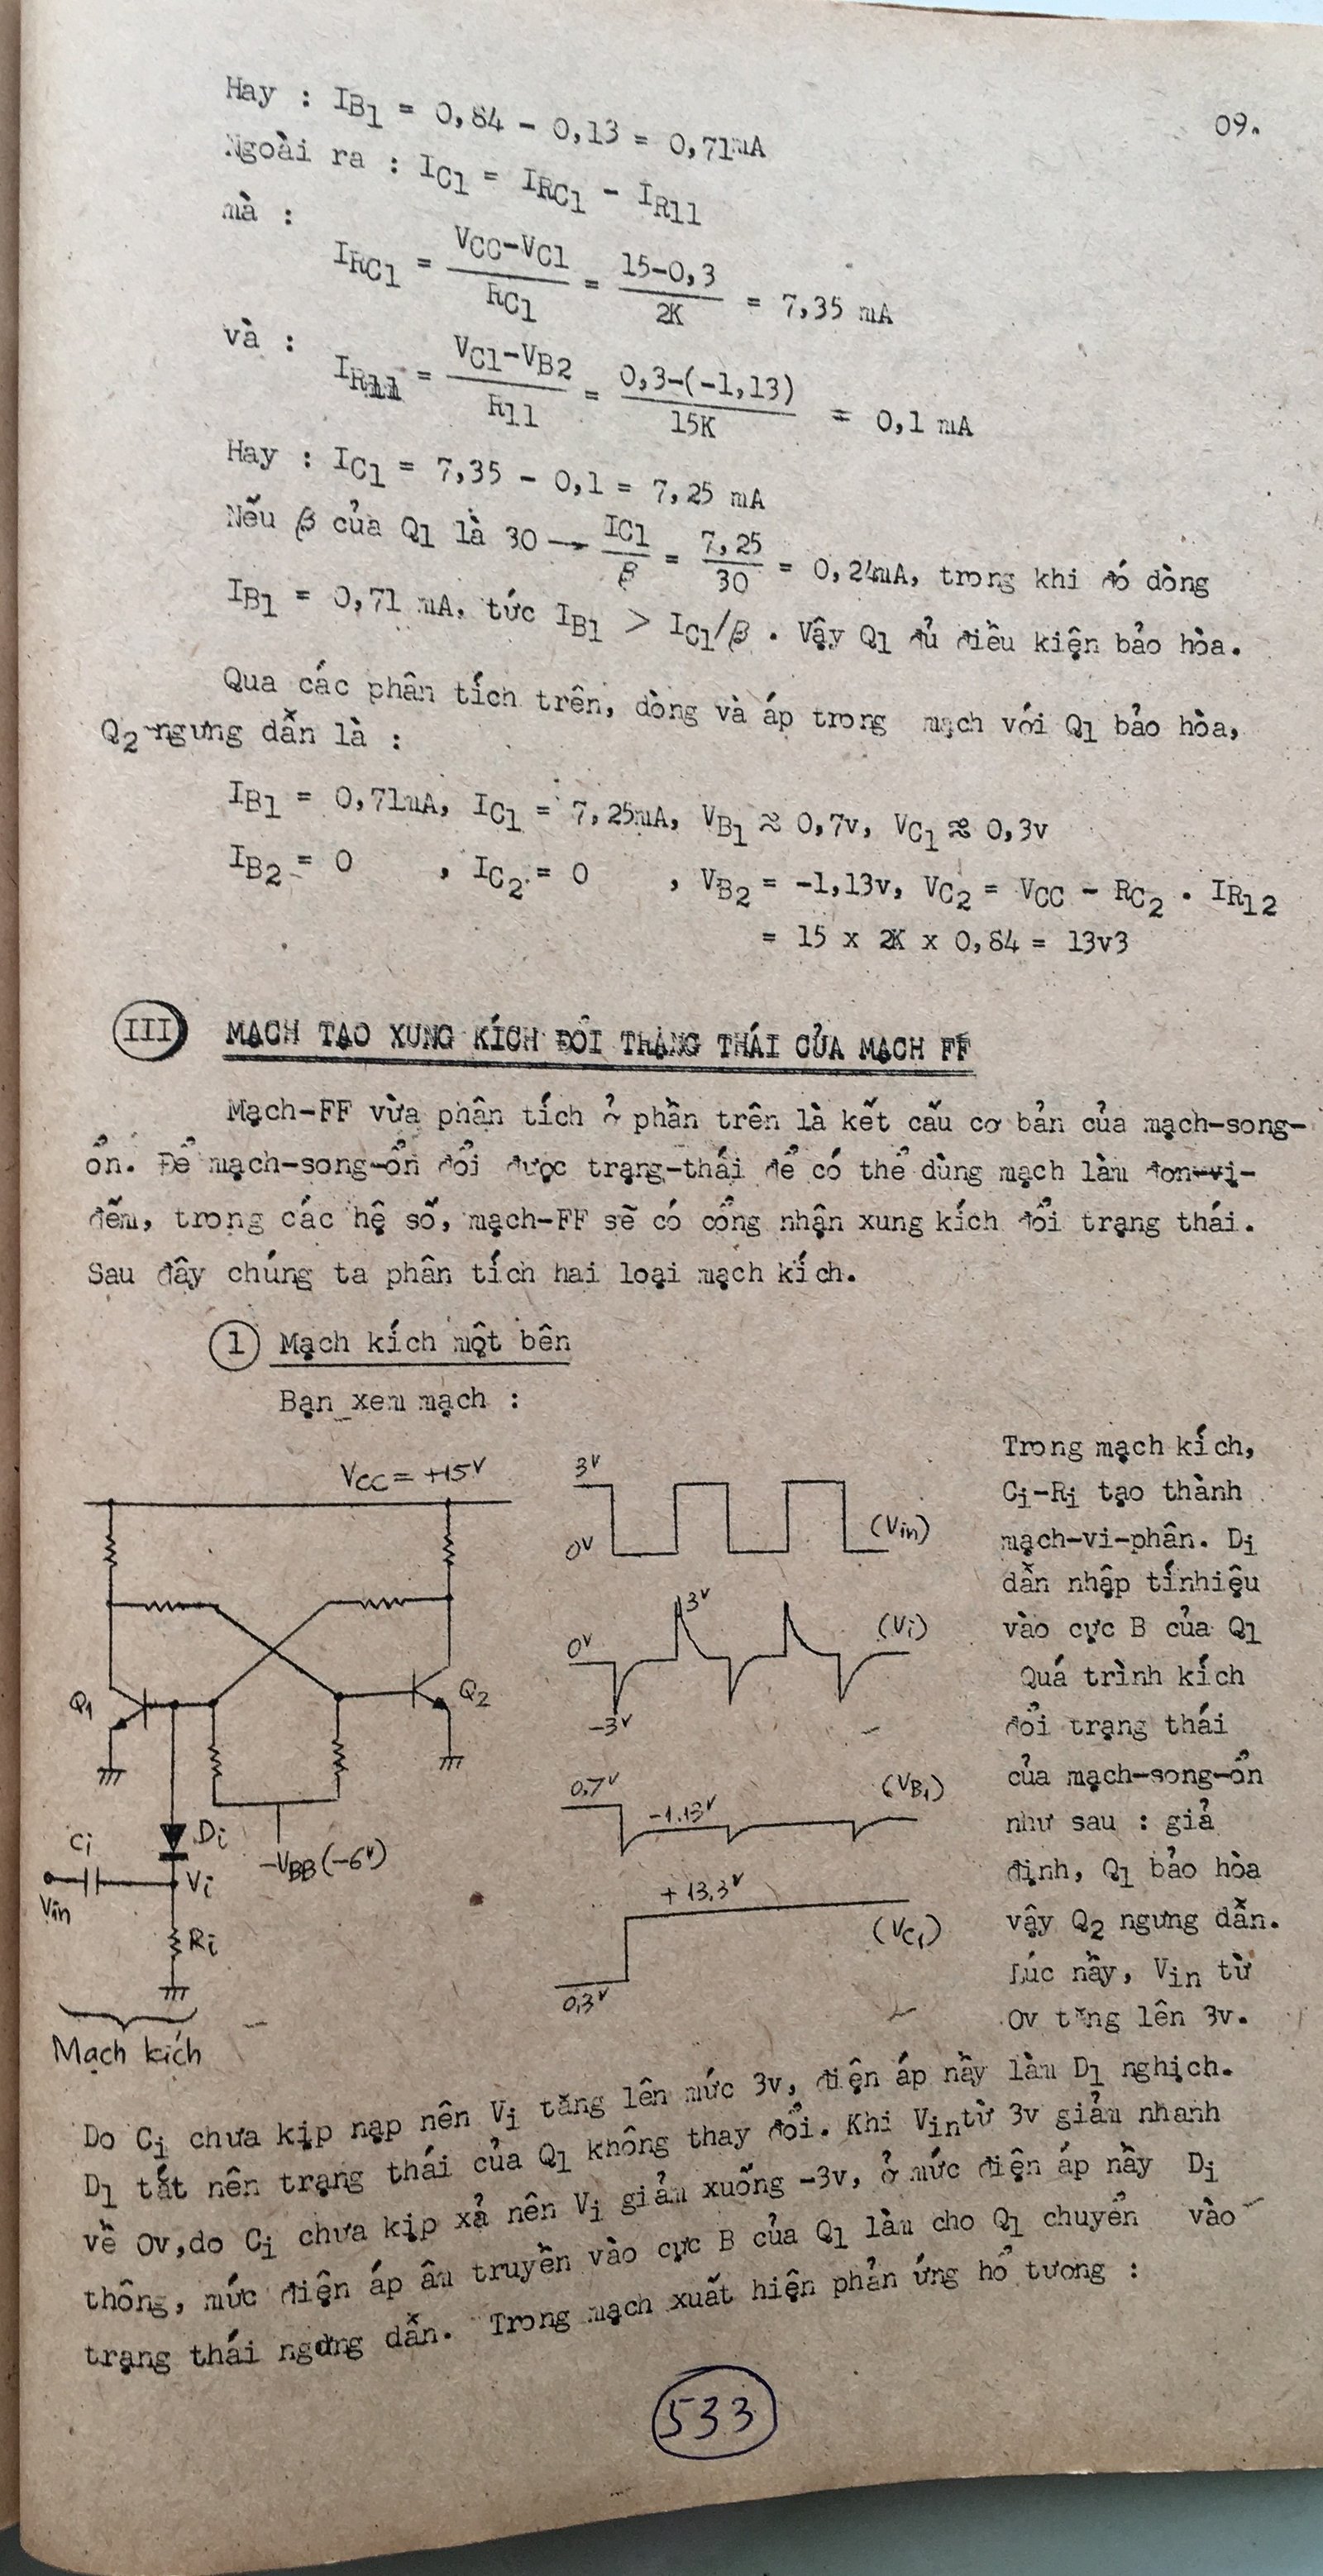 09.
Hay : IB1 = 0,84 - 0,13 = 0,71mA
Ngoài ra : IC1 = IRC1 - IR11
mà :
IRC1 = VCC-VC1 / RC1 = 15-0,3 / 2K = 7,35 mA
và :
IR11 = VC1-VB2 / R11 = 0,3-(-1,13) / 15K = 0,1 mA
Hay : IC1 = 7,35 - 0,1 = 7,25 mA
Nếu β của Q1 là 30 → IC1 / β = 7,25 / 30 = 0,24mA, trong khi đó dòng
IB1 = 0,71 mA, tức IB1 > IC1/β . Vậy Q1 đủ điều kiện bảo hòa.
Qua các phân tích trên, dòng và áp trong mạch với Q1 bảo hòa,
Q2 ngưng dẫn là :
IB1 = 0,71mA, IC1 = 7,25mA, VB1 ≈ 0,7v, VC1 ≈ 0,3v
IB2 = 0 , IC2 = 0 , VB2 = -1,13v, VC2 = VCC - RC2 . IR12
= 15 x 2K x 0,84 = 13v3
III MẠCH TẠO XUNG KÍCH ĐỔI TRẠNG THÁI CỦA MẠCH FF
Mạch-FF vừa phân tích ở phần trên là kết cấu cơ bản của mạch-song-
ổn. Để mạch-song-ổn đổi được trạng-thái để có thể dùng mạch làm đơn-vị-
đếm, trong các hệ số, mạch-FF sẽ có cổng nhận xung kích đổi trạng thái.
Sau đây chúng ta phân tích hai loại mạch kích.
1 Mạch kích một bên
Bạn xem mạch :
VCC = +15V
Q1
Q2
Di
Ci
Vi
Vin
Ri
-VBB (-6V)
Mạch kích
3V
0V
(Vin)
3V
0V
(Vi)
-3V
0.7V
-1.13V
(VB1)
+13,3V
(VC1)
0,3V
Trong mạch kích,
Ci-Ri tạo thành
mạch-vi-phân. Di
dẫn nhập tínhiệu
vào cực B của Q1
Quá trình kích
đổi trạng thái
của mạch-song-ổn
như sau : giả
định, Q1 bảo hòa
vậy Q2 ngưng dẫn.
Lúc nầy, Vin từ
0v tăng lên 3v.
Do Ci chưa kịp nạp nên Vi tăng lên mức 3v, điện áp nầy làm D1 nghịch.
D1 tắt nên trạng thái của Q1 không thay đổi. Khi Vin từ 3v giảm nhanh
về 0v,do Ci chưa kịp xả nên Vi giảm xuống -3v, ở mức điện áp nầy Di
thông, mức điện áp âm truyền vào cực B của Q1 làm cho Q1 chuyển vào
trạng thái ngưng dẫn. Trong mạch xuất hiện phản ứng hổ tương :
533